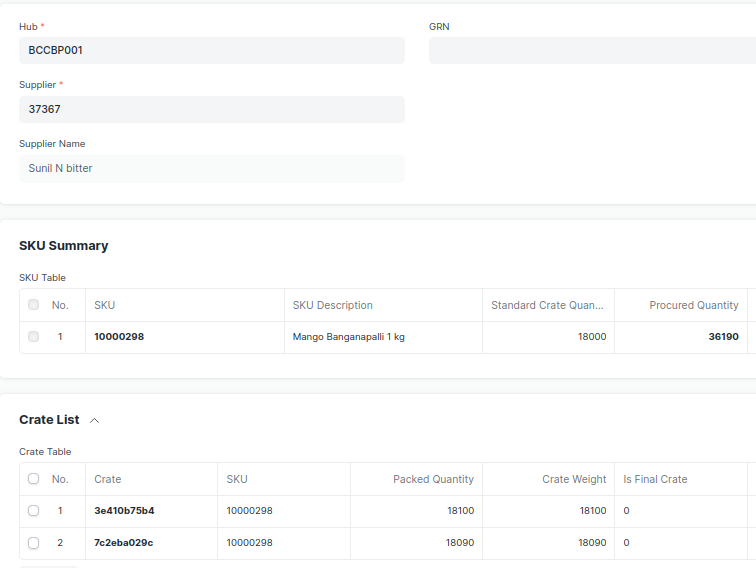 Hub * GRN
BCCBP001
Supplier *
37367
Supplier Name
Sunil N bitter
SKU Summary
SKU Table
No. SKU SKU Description Standard Crate Quan... Procured Quantity
1 10000298 Mango Banganapalli 1 kg 18000 36190
Crate List
Crate Table
No. Crate SKU Packed Quantity Crate Weight Is Final Crate
1 3e410b75b4 10000298 18100 18100 0
2 7c2eba029c 10000298 18090 18090 0